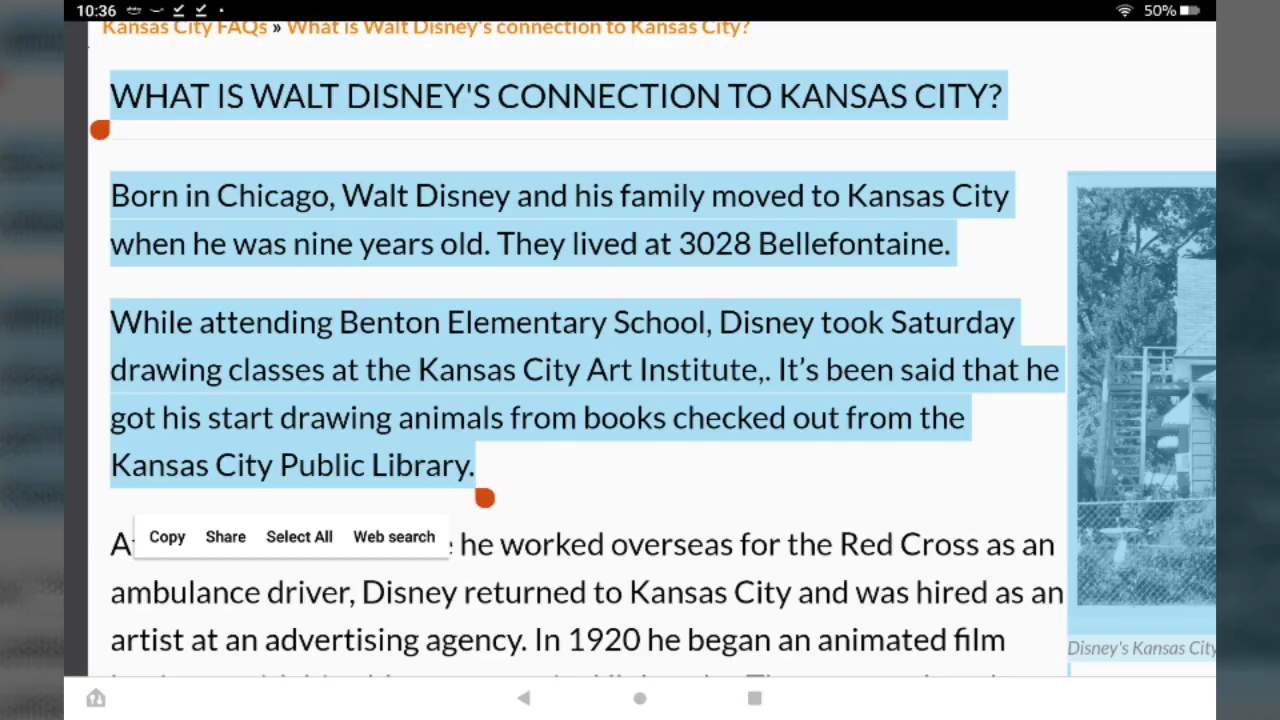 10:36
50%
Kansas City FAQs » What is Walt Disney's connection to Kansas City?
WHAT IS WALT DISNEY'S CONNECTION TO KANSAS CITY?
Born in Chicago, Walt Disney and his family moved to Kansas City
when he was nine years old. They lived at 3028 Bellefontaine.
While attending Benton Elementary School, Disney took Saturday
drawing classes at the Kansas City Art Institute,. It’s been said that he
got his start drawing animals from books checked out from the
Kansas City Public Library.
Copy Share Select All Web search
he worked overseas for the Red Cross as an
ambulance driver, Disney returned to Kansas City and was hired as an
artist at an advertising agency. In 1920 he began an animated film
Disney's Kansas City